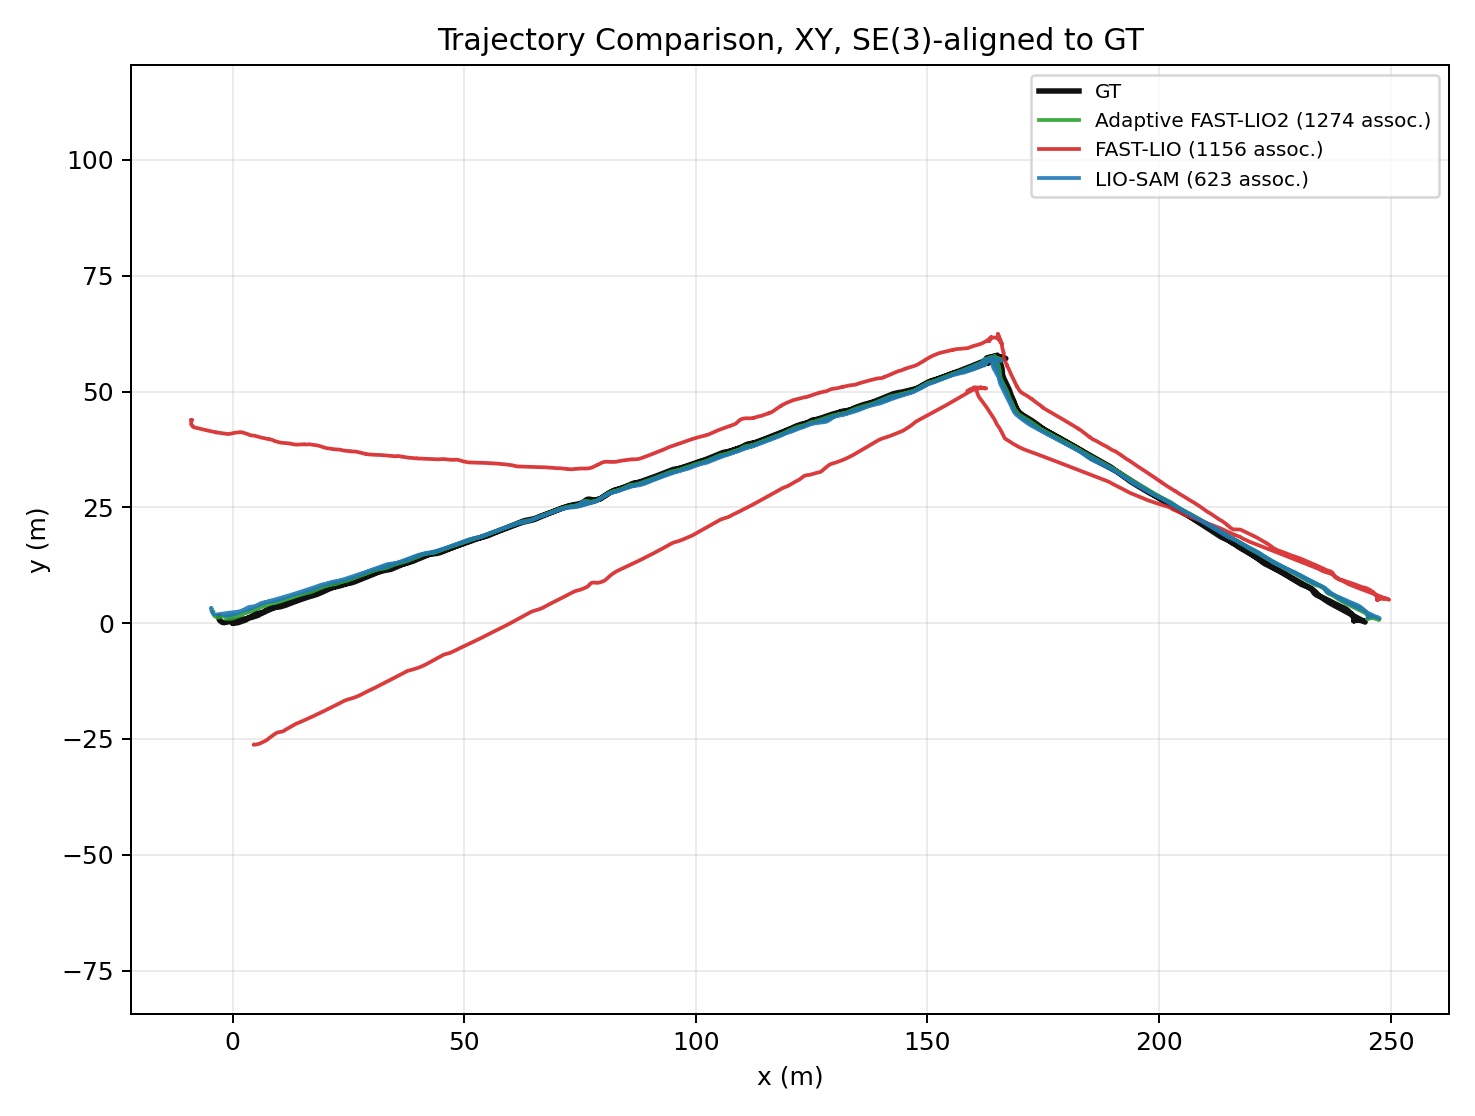 Trajectory Comparison, XY, SE(3)-aligned to GT
GT
Adaptive FAST-LIO2 (1274 assoc.)
FAST-LIO (1156 assoc.)
LIO-SAM (623 assoc.)
100
75
50
25
0
−25
−50
−75
y (m)
0 50 100 150 200 250
x (m)